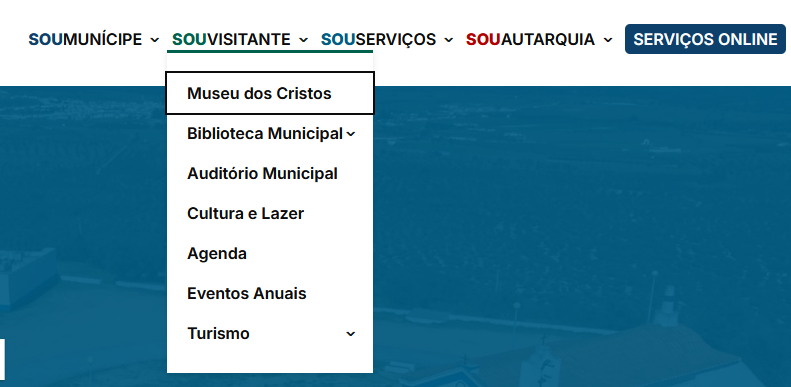 SOUMUNÍCIPE SOUVISITANTE SOUSERVIÇOS SOUAUTARQUIA SERVIÇOS ONLINE
Museu dos Cristos
Biblioteca Municipal
Auditório Municipal
Cultura e Lazer
Agenda
Eventos Anuais
Turismo